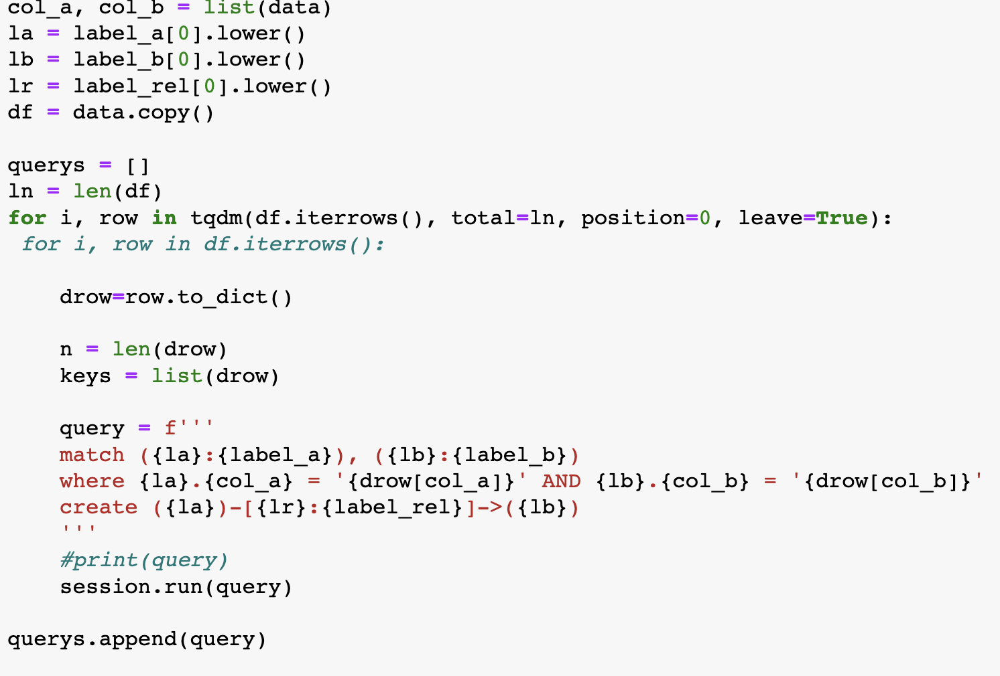 col_a, col_b = list(data)
la = label_a[0].lower()
lb = label_b[0].lower()
lr = label_rel[0].lower()
df = data.copy()

querys = []
ln = len(df)
for i, row in tqdm(df.iterrows(), total=ln, position=0, leave=True):
 for i, row in df.iterrows():

    drow=row.to_dict()

    n = len(drow)
    keys = list(drow)

    query = f'''
    match ({la}:{label_a}), ({lb}:{label_b})
    where {la}.{col_a} = '{drow[col_a]}' AND {lb}.{col_b} = '{drow[col_b]}'
    create ({la})-[{lr}:{label_rel}]->({lb})
    '''
    #print(query)
    session.run(query)

querys.append(query)